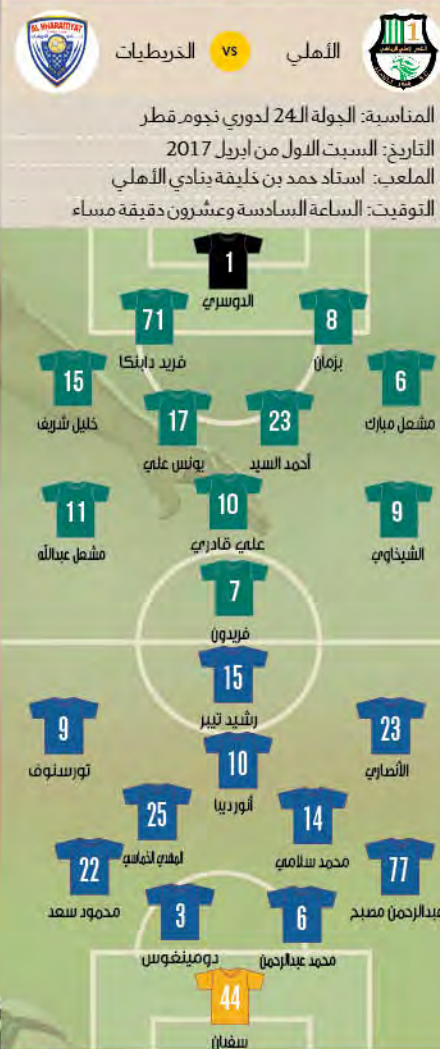 AL KHARAITIYAT
1
الأهلي
VS
الخريطيات
المناسبة: الجولة الـ24 لدوري نجوم قطر
التاريخ: السبت الاول من ابريل 2017
الملعب: استاد حمد بن خليفة بنادي الأهلي
التوقيت: الساعة السادسة وعشرون دقيقة مساء
1
الدوسري
8
71
بزمان
فريد دابنكا
6
15
مشعل مبارك
خليل شريف
23
17
أحمد السيد
يونس علي
9
10
11
الشيخاوي
علي قادري
مشعل عبدالله
7
فريدون
15
رشيد تيبر
23
9
الأنصاري
تورسنوف
10
أنور ديبا
14
25
محمد سلامي
المهدي الخماسي
77
22
عبدالرحمن مصبح
محمود سعد
6
3
محمد عبدالرحمن
دومينغوس
44
سفيان